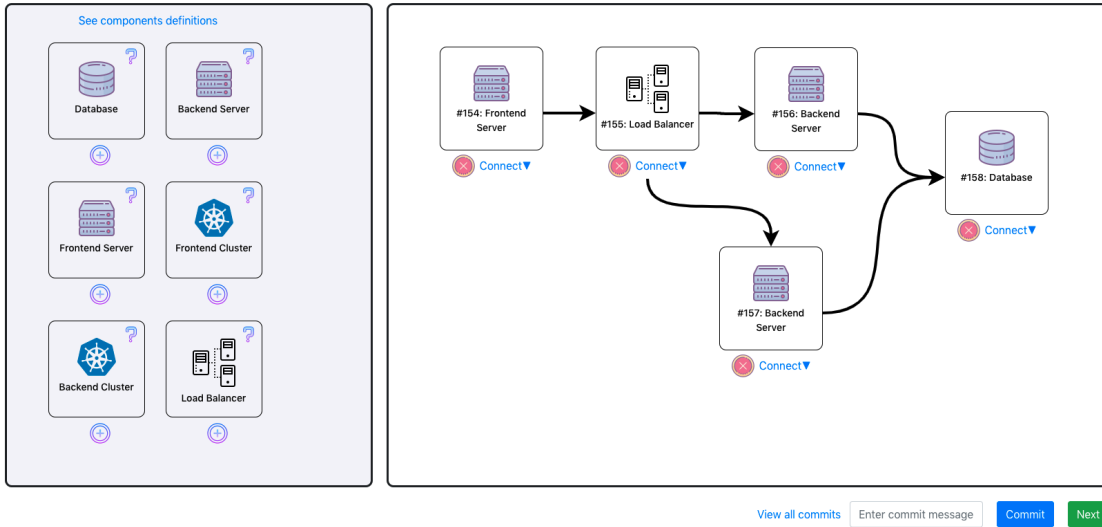 See components definitions
Database
Backend Server
Frontend Server
Frontend Cluster
Backend Cluster
Load Balancer
#154: Frontend
Server
Connect▼
#155: Load Balancer
Connect▼
#156: Backend
Server
Connect▼
#158: Database
Connect▼
#157: Backend
Server
Connect▼
View all commits
Enter commit message
Commit
Next